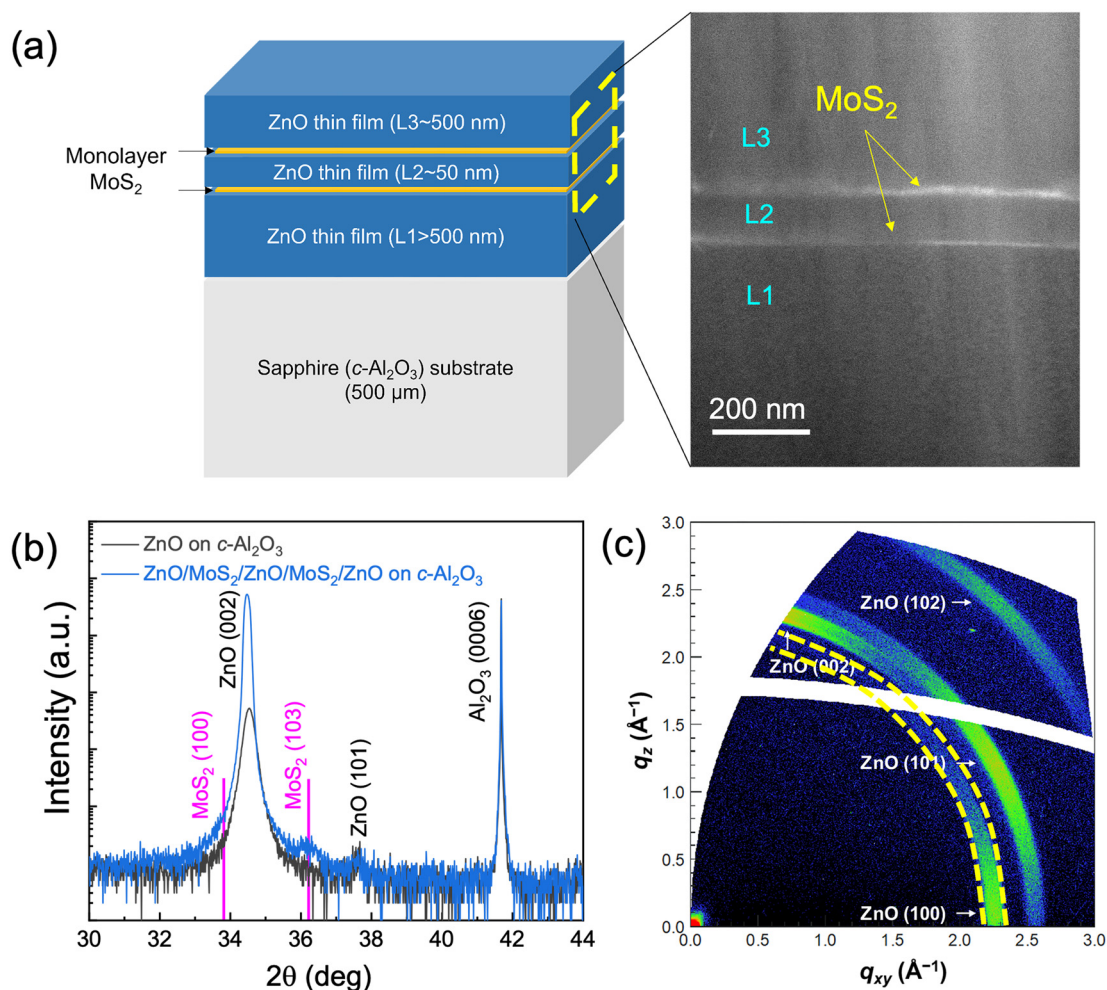 (a)
ZnO thin film (L3~500 nm)
Monolayer
MoS₂
ZnO thin film (L2~50 nm)
ZnO thin film (L1>500 nm)
Sapphire (c-Al₂O₃) substrate
(500 µm)
MoS₂
L3
L2
L1
200 nm
(b)
ZnO on c-Al₂O₃
ZnO/MoS₂/ZnO/MoS₂/ZnO on c-Al₂O₃
Intensity (a.u.)
MoS₂ (100)
ZnO (002)
MoS₂ (103)
ZnO (101)
Al₂O₃ (0006)
30 32 34 36 38 40 42 44
2θ (deg)
(c)
3.0
2.5
2.0
1.5
1.0
0.5
0.0
qz (Å⁻¹)
ZnO (102)
ZnO (002)
ZnO (101)
ZnO (100)
0.0 0.5 1.0 1.5 2.0 2.5 3.0
qxy (Å⁻¹)